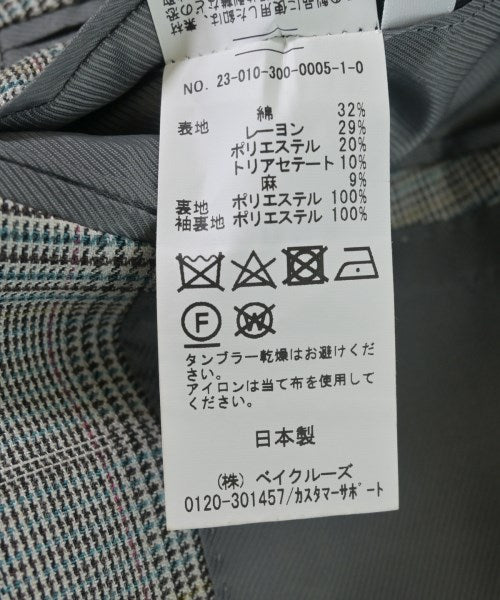 NO. 23-010-300-0005-1-0
表地 綿 32%
レーヨン 29%
ポリエステル 20%
トリアセテート 10%
麻 9%
裏地 ポリエステル 100%
袖裏地 ポリエステル 100%
F W
タンブラー乾燥はお避けくだ
さい。
アイロンは当て布を使用して
ください。
日本製
(株) ベイクルーズ
0120-301457/カスタマーサポート